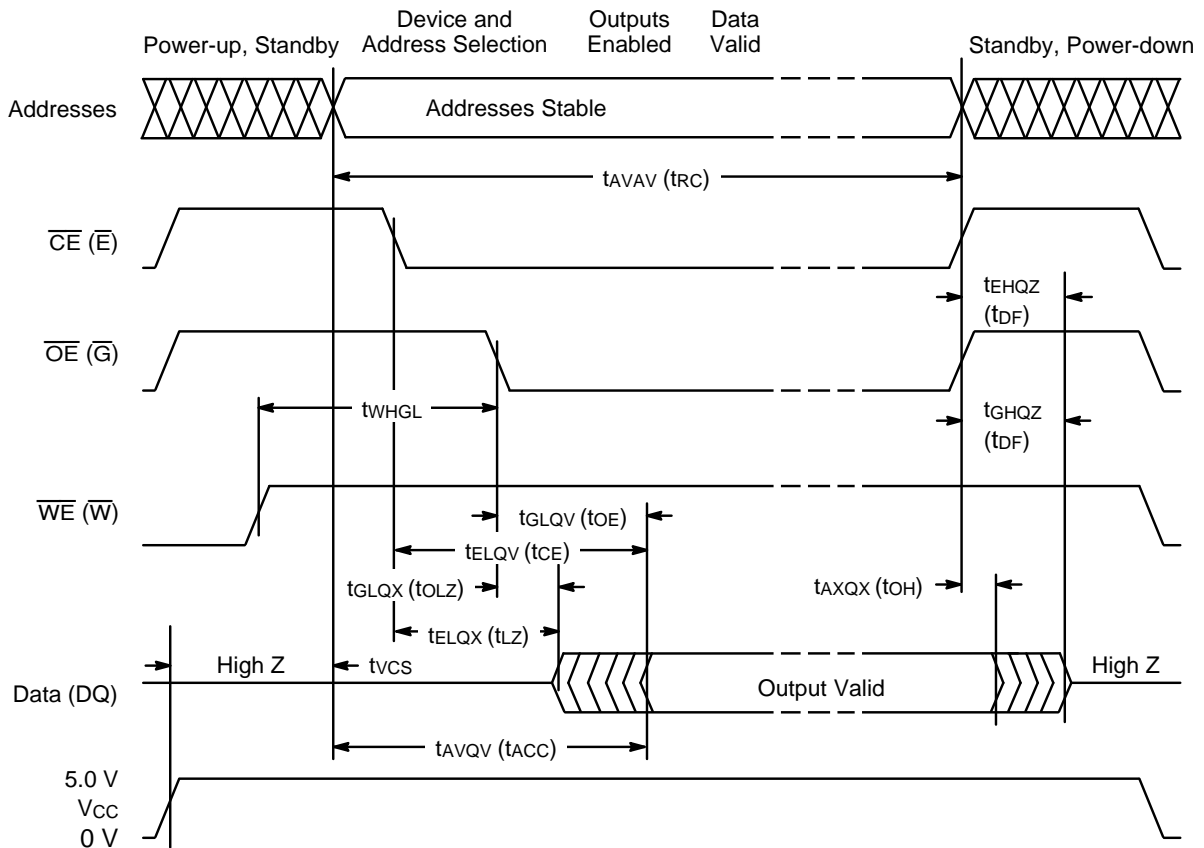 Device and Address Selection
Outputs Enabled
Data Valid
Power-up, Standby
Standby, Power-down
Addresses
Addresses Stable
tAVAV (tRC)
CE (E)
tEHQZ
(tDF)
OE (G)
tWHGL
tGHQZ
(tDF)
WE (W)
tGLQV (tOE)
tELQV (tCE)
tGLQX (tOLZ)
tAXQX (tOH)
tELQX (tLZ)
High Z
tVCS
High Z
Data (DQ)
Output Valid
tAVQV (tACC)
5.0 V
VCC
0 V